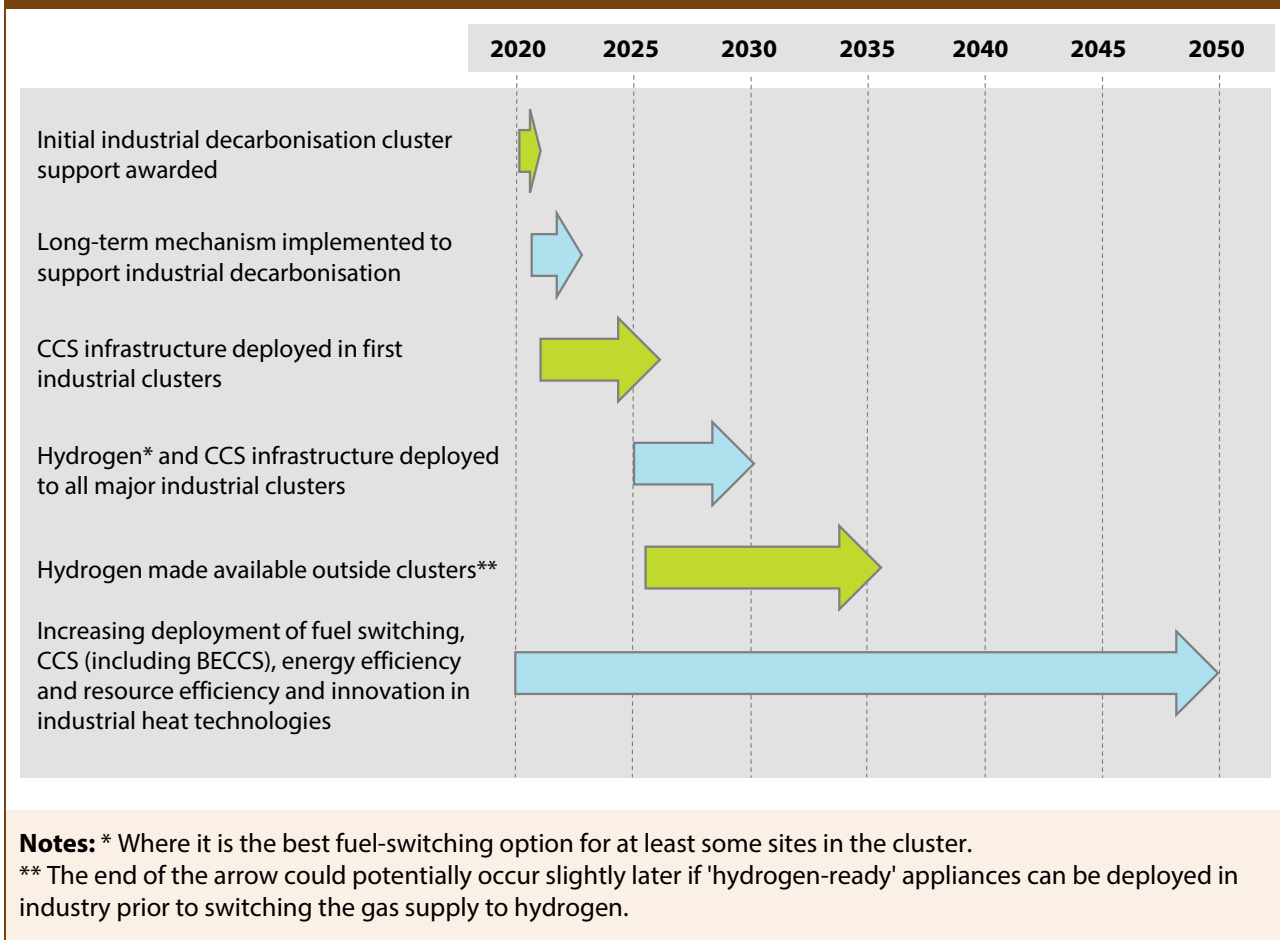 2020 2025 2030 2035 2040 2045 2050
Initial industrial decarbonisation cluster
support awarded
Long-term mechanism implemented to
support industrial decarbonisation
CCS infrastructure deployed in first
industrial clusters
Hydrogen* and CCS infrastructure deployed
to all major industrial clusters
Hydrogen made available outside clusters**
Increasing deployment of fuel switching,
CCS (including BECCS), energy efficiency
and resource efficiency and innovation in
industrial heat technologies
Notes: * Where it is the best fuel-switching option for at least some sites in the cluster.
** The end of the arrow could potentially occur slightly later if 'hydrogen-ready' appliances can be deployed in
industry prior to switching the gas supply to hydrogen.